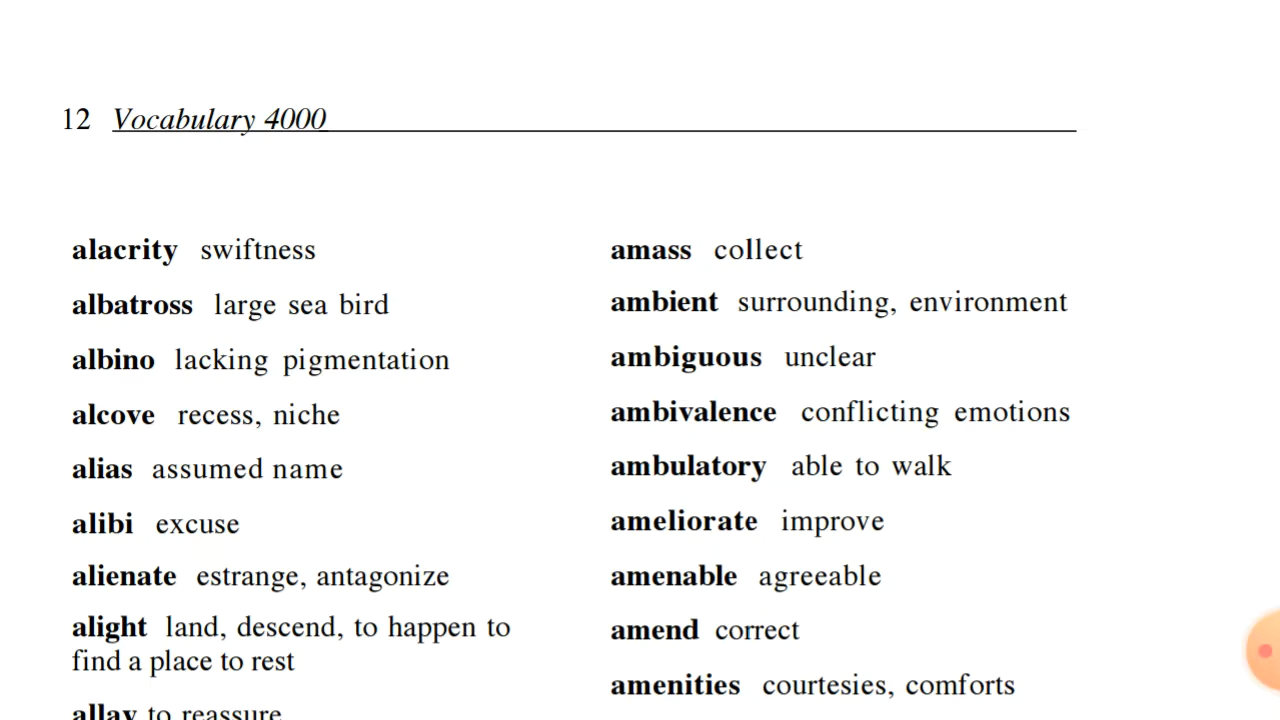 12 Vocabulary 4000
alacrity swiftness
albatross large sea bird
albino lacking pigmentation
alcove recess, niche
alias assumed name
alibi excuse
alienate estrange, antagonize
alight land, descend, to happen to
find a place to rest
allay to reassure
amass collect
ambient surrounding, environment
ambiguous unclear
ambivalence conflicting emotions
ambulatory able to walk
ameliorate improve
amenable agreeable
amend correct
amenities courtesies, comforts